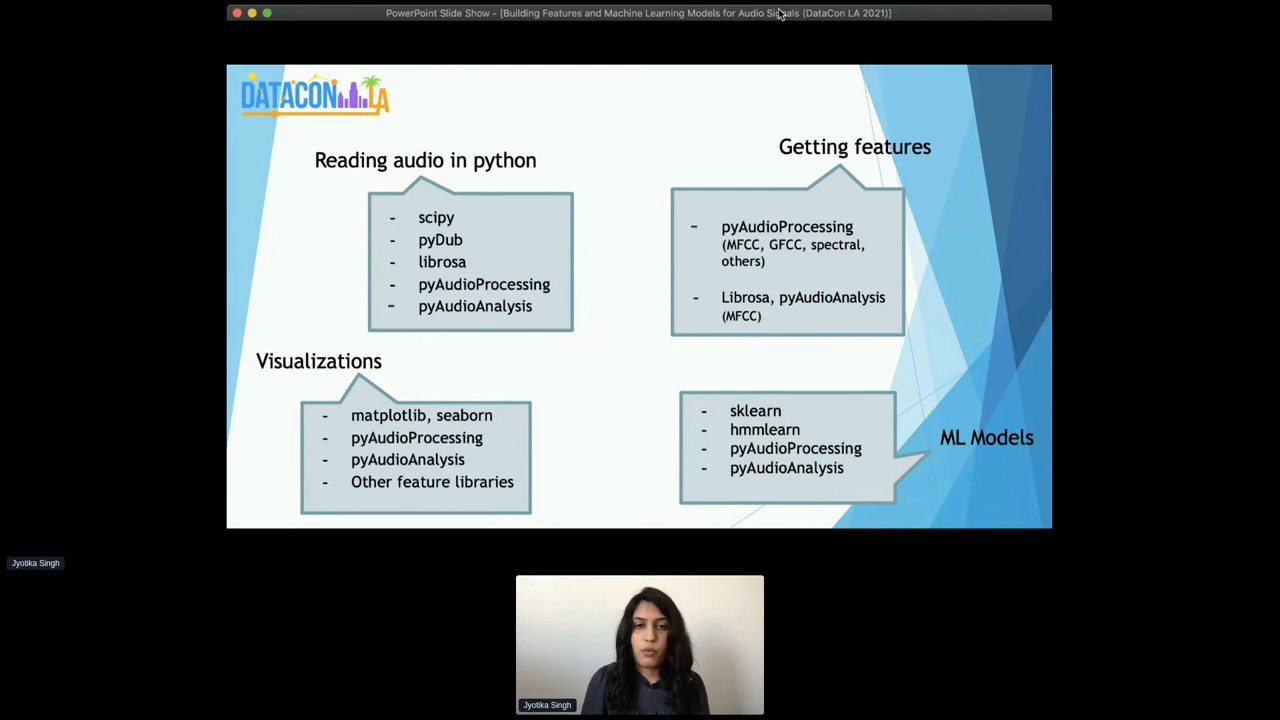 PowerPoint Slide Show - [Building Features and Machine Learning Models for Audio Signals (DataCon LA 2021)]
DATACON LA
Reading audio in python
- scipy
- pyDub
- librosa
- pyAudioProcessing
- pyAudioAnalysis
Getting features
- pyAudioProcessing
(MFCC, GFCC, spectral,
others)
- Librosa, pyAudioAnalysis
(MFCC)
Visualizations
- matplotlib, seaborn
- pyAudioProcessing
- pyAudioAnalysis
- Other feature libraries
- sklearn
- hmmlearn
- pyAudioProcessing
- pyAudioAnalysis
ML Models
Jyotika Singh
Jyotika Singh